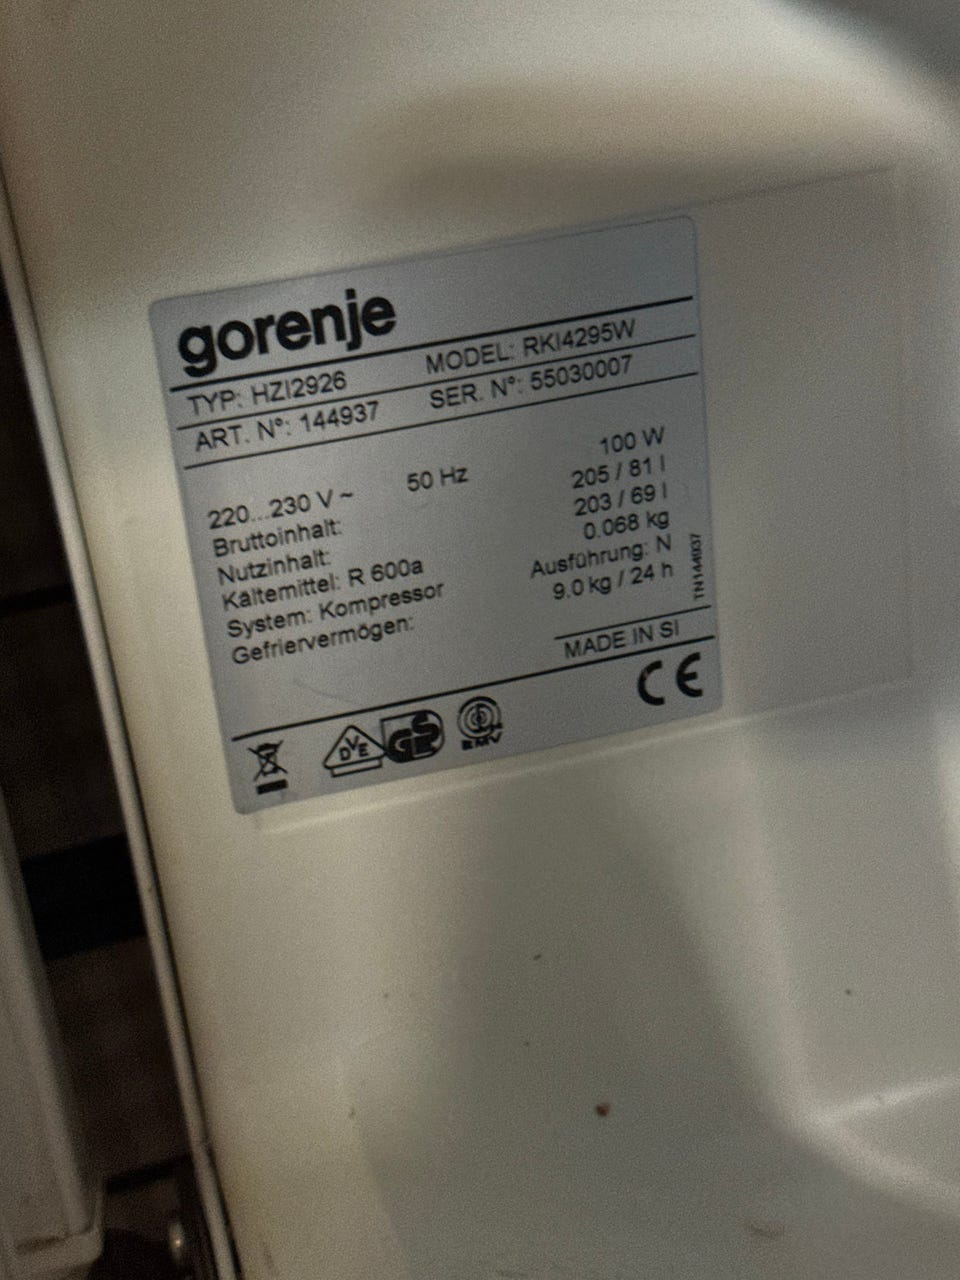 gorenje
TYP: HZI2926 MODEL: RKI4295W
ART. N°: 144937 SER. N°: 55030007
220...230 V ~ 50 Hz 100 W
Bruttoinhalt: 205 / 81 l
Nutzinhalt: 203 / 69 l
Kältemittel: R 600a 0.068 kg
System: Kompressor Ausführung: N
Gefriervermögen: 9.0 kg / 24 h
TN144937
MADE IN SI
DVE GS EMV CE